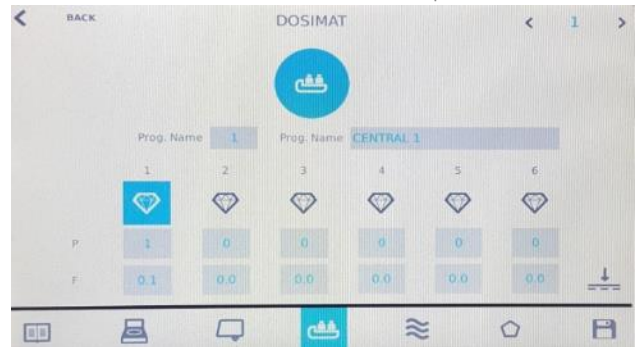 BACK DOSIMAT 1
Prog. Name 1 Prog. Name CENTRAL 1
1 2 3 4 5 6
P 1 0 0 0 0 0
F 0.1 0.0 0.0 0.0 0.0 0.0